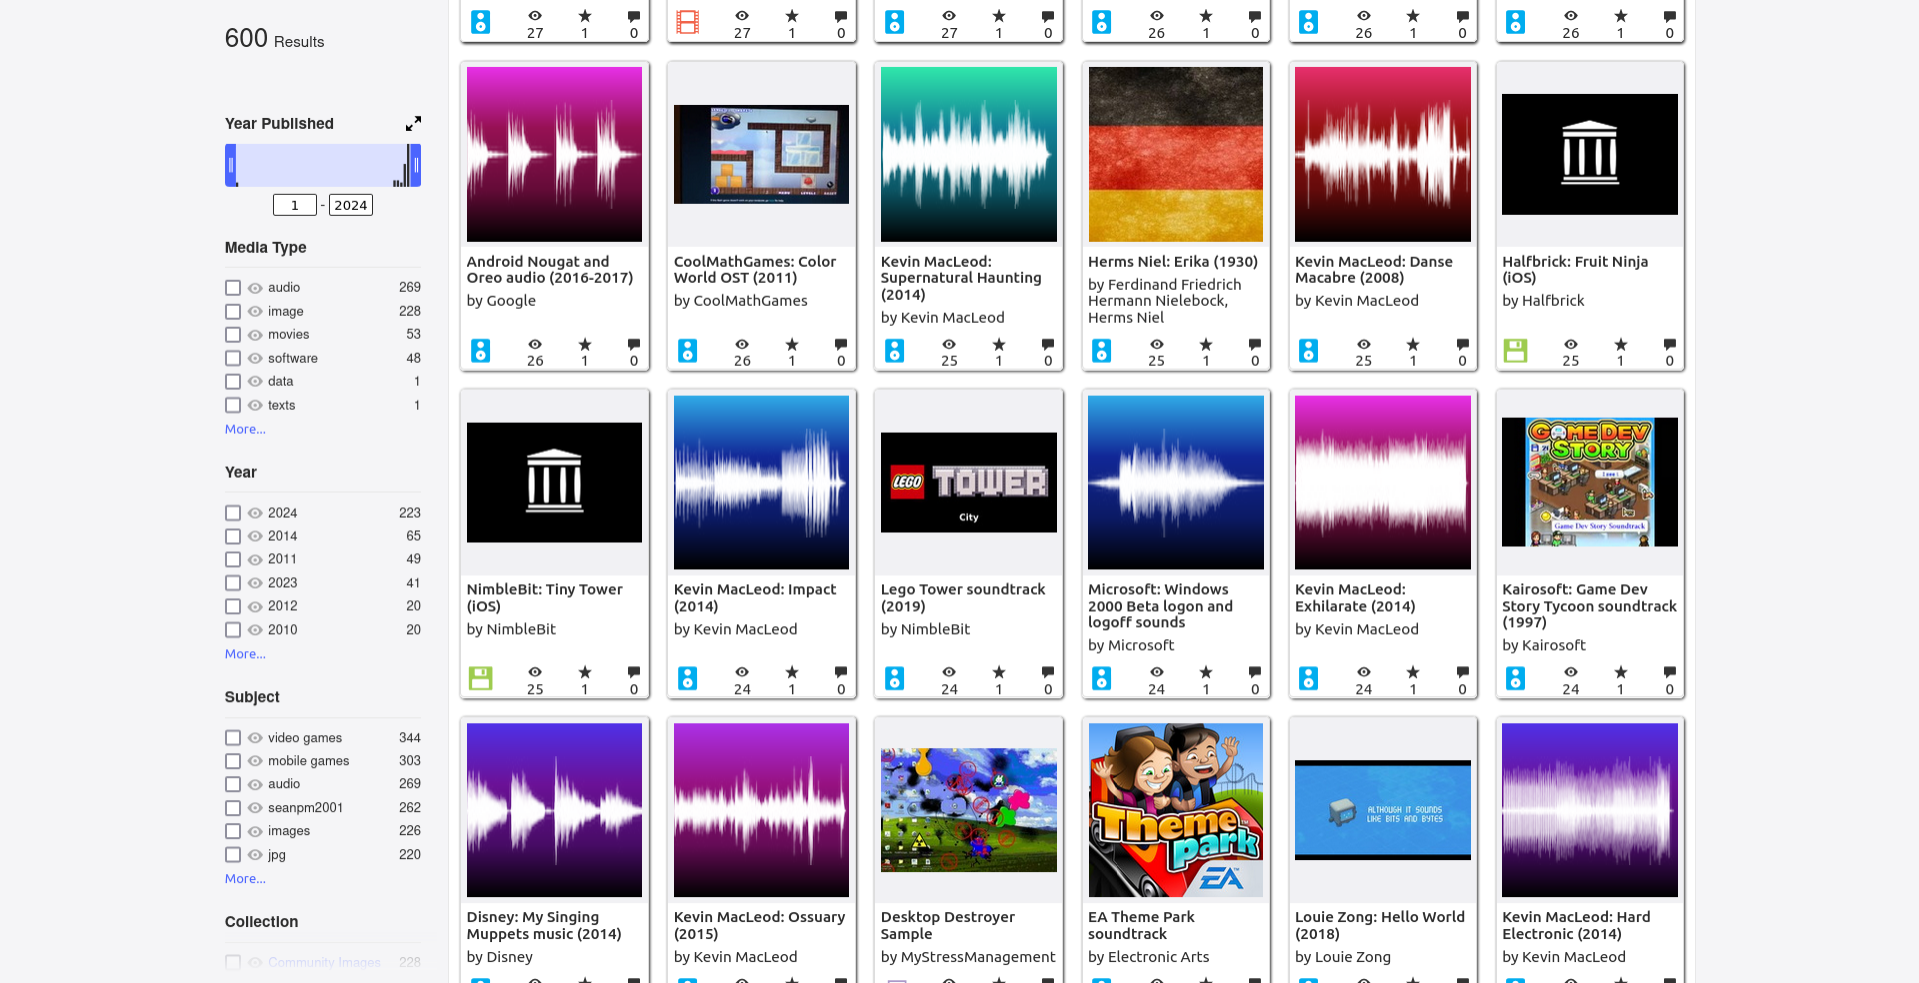 600 Results
Year Published
1 - 2024
Media Type
audio 269
image 228
movies 53
software 48
data 1
texts 1
More...
Year
2024 223
2014 65
2011 49
2023 41
2012 20
2010 20
More...
Subject
video games 344
mobile games 303
audio 269
seanpm2001 262
images 226
jpg 220
More...
Collection
Community Images 228
27 1 0
27 1 0
27 1 0
26 1 0
26 1 0
26 1 0
Android Nougat and
Oreo audio (2016-2017)
by Google
26 1 0
CoolMathGames: Color
World OST (2011)
by CoolMathGames
26 1 0
Kevin MacLeod:
Supernatural Haunting
(2014)
by Kevin MacLeod
25 1 0
Herms Niel: Erika (1930)
by Ferdinand Friedrich
Hermann Nielebock,
Herms Niel
25 1 0
Kevin MacLeod: Danse
Macabre (2008)
by Kevin MacLeod
25 1 0
Halfbrick: Fruit Ninja
(iOS)
by Halfbrick
25 1 0
NimbleBit: Tiny Tower
(iOS)
by NimbleBit
25 1 0
Kevin MacLeod: Impact
(2014)
by Kevin MacLeod
24 1 0
LEGO TOWER
City
Lego Tower soundtrack
(2019)
by NimbleBit
24 1 0
Microsoft: Windows
2000 Beta logon and
logoff sounds
by Microsoft
24 1 0
Kevin MacLeod:
Exhilarate (2014)
by Kevin MacLeod
24 1 0
GAME DEV
STORY
Game Dev Story Soundtrack
Kairosoft: Game Dev
Story Tycoon soundtrack
(1997)
by Kairosoft
24 1 0
Disney: My Singing
Muppets music (2014)
by Disney
Kevin MacLeod: Ossuary
(2015)
by Kevin MacLeod
Desktop Destroyer
Sample
by MyStressManagement
Theme
park
EA
EA Theme Park
soundtrack
by Electronic Arts
ALTHOUGH IT SOUNDS
LIKE BITS AND BYTES
Louie Zong: Hello World
(2018)
by Louie Zong
Kevin MacLeod: Hard
Electronic (2014)
by Kevin MacLeod